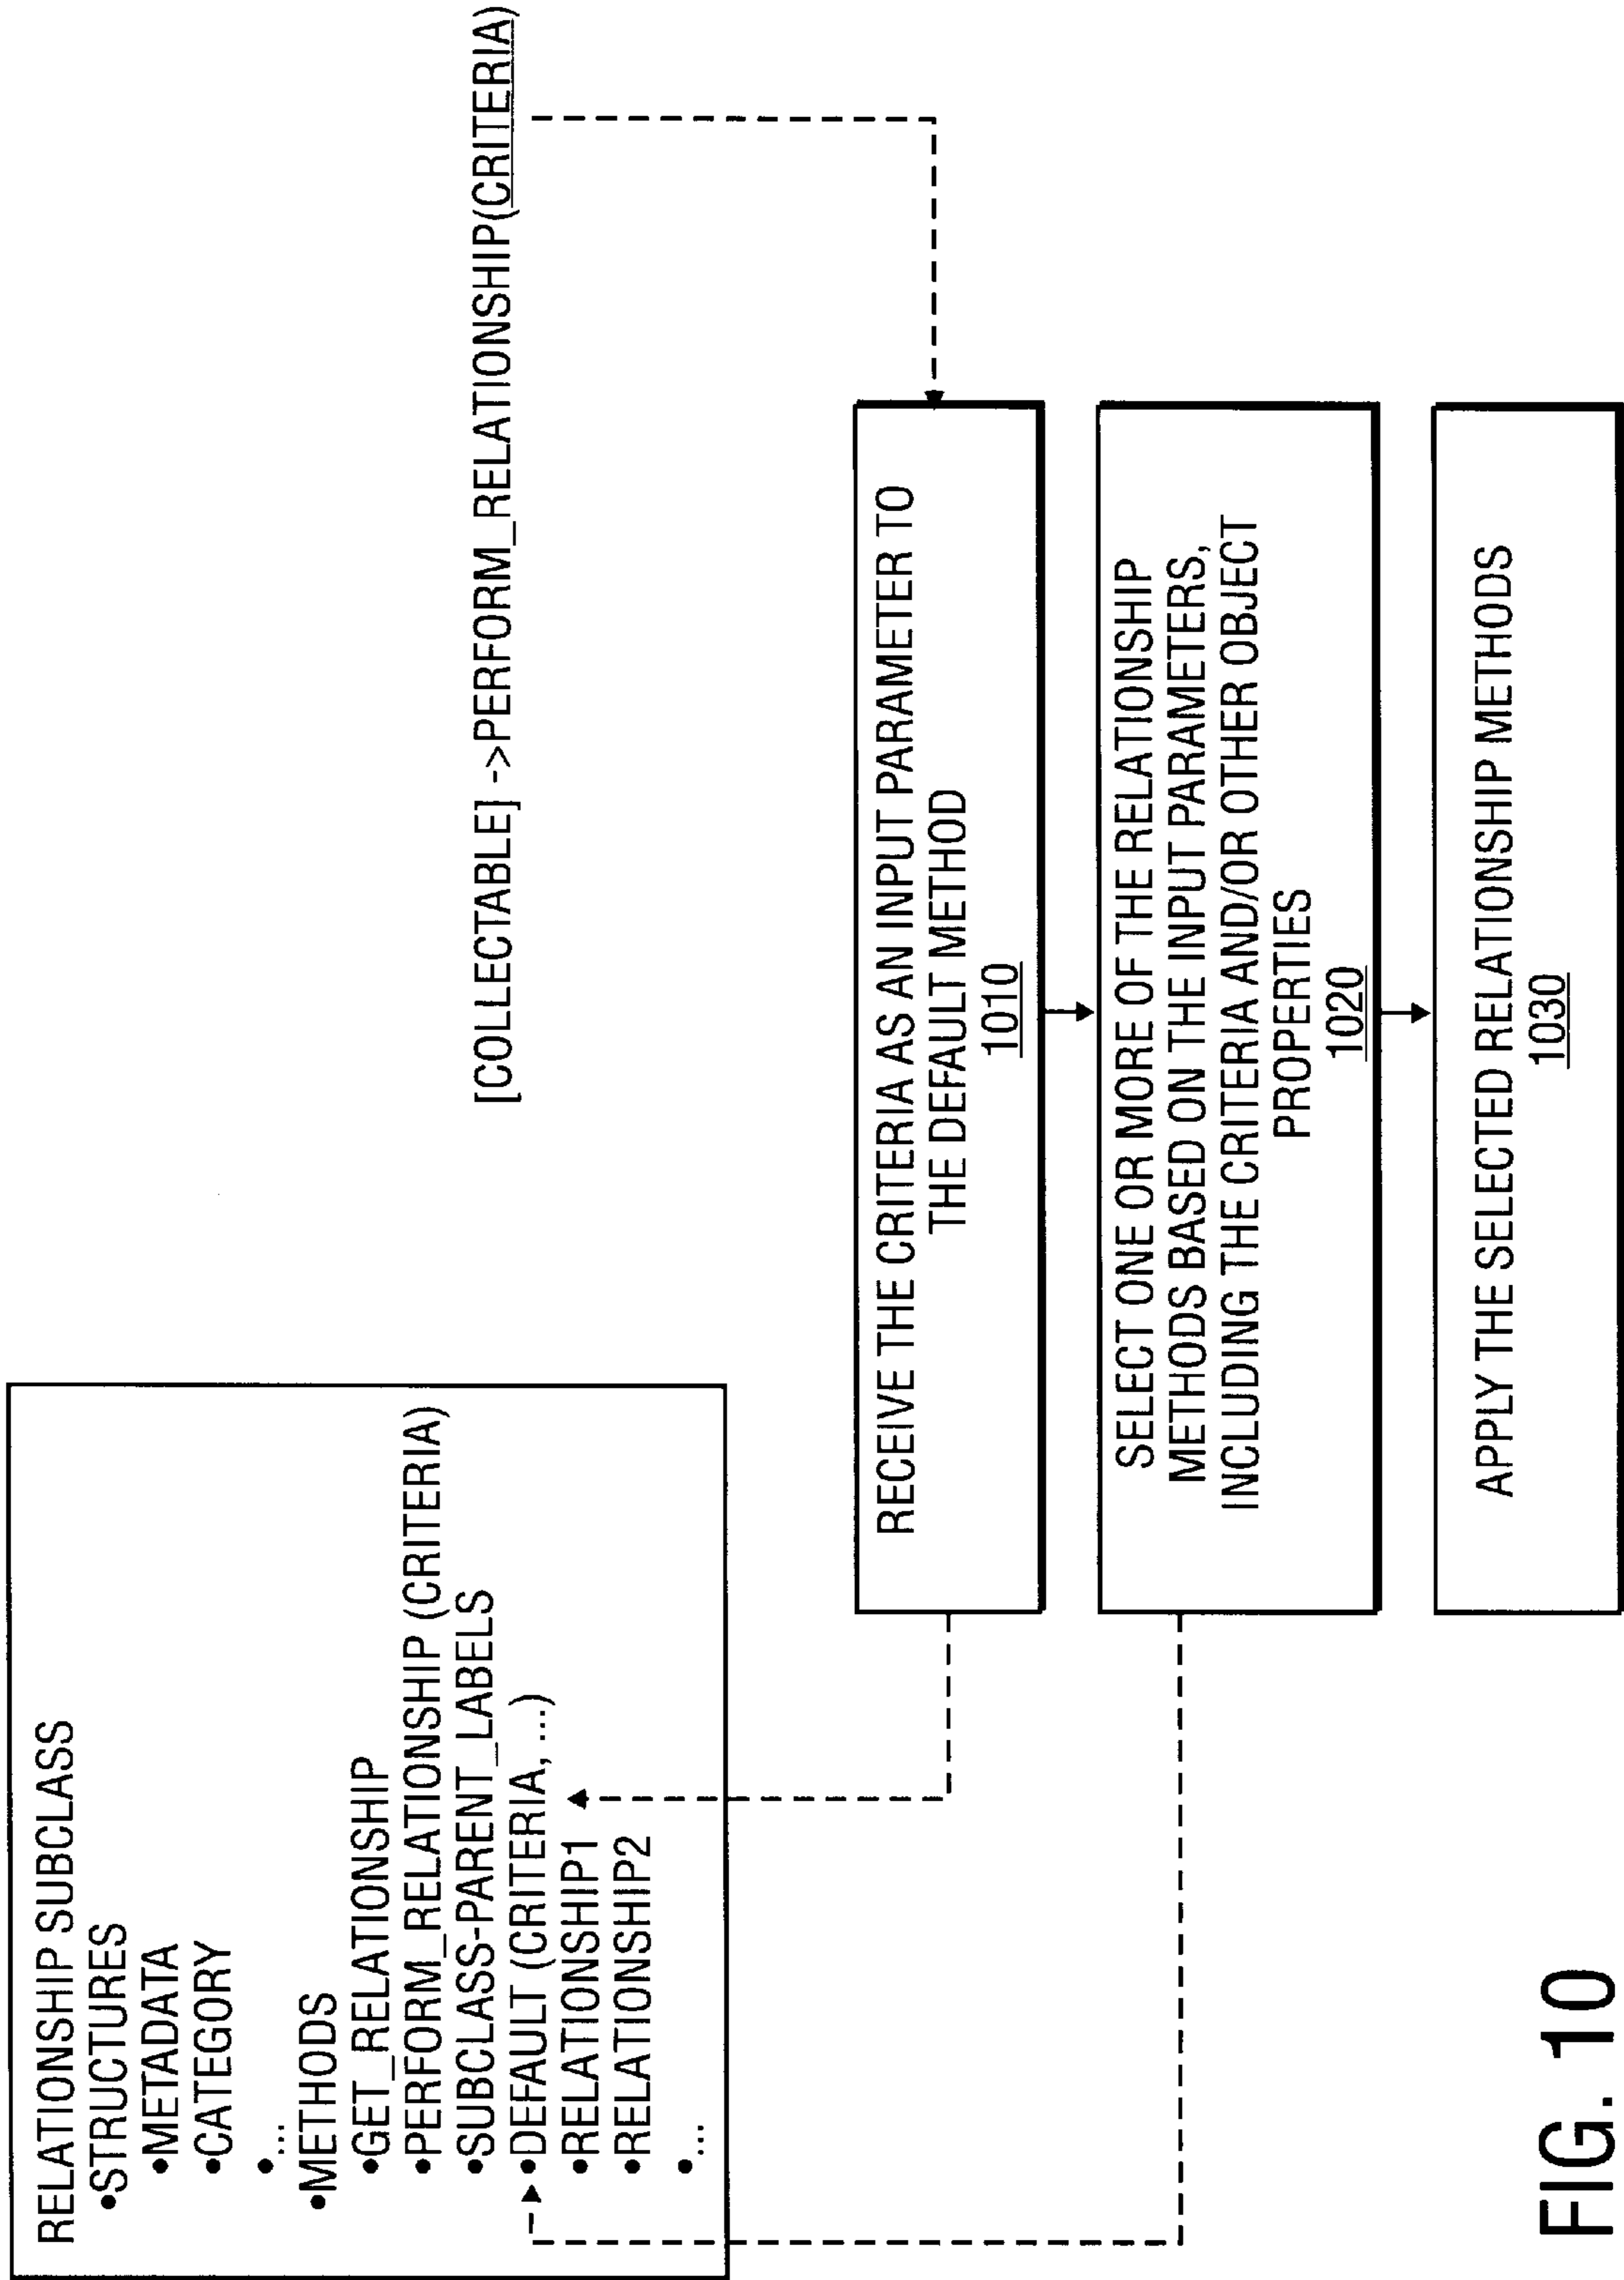 RELATIONSHIP SUBCLASS
•STRUCTURES
•METADATA
•CATEGORY
•...
•METHODS
•GET_RELATIONSHIP
•PERFORM_RELATIONSHIP (CRITERIA)
•SUBCLASS-PARENT_LABELS
•DEFAULT (CRITERIA, ...)
•RELATIONSHIP1
•RELATIONSHIP2
•...
[COLLECTABLE] ->PERFORM_RELATIONSHIP(CRITERIA)
RECEIVE THE CRITERIA AS AN INPUT PARAMETER TO
THE DEFAULT METHOD
1010
SELECT ONE OR MORE OF THE RELATIONSHIP
METHODS BASED ON THE INPUT PARAMETERS,
INCLUDING THE CRITERIA AND/OR OTHER OBJECT
PROPERTIES
1020
APPLY THE SELECTED RELATIONSHIP METHODS
1030
FIG. 10